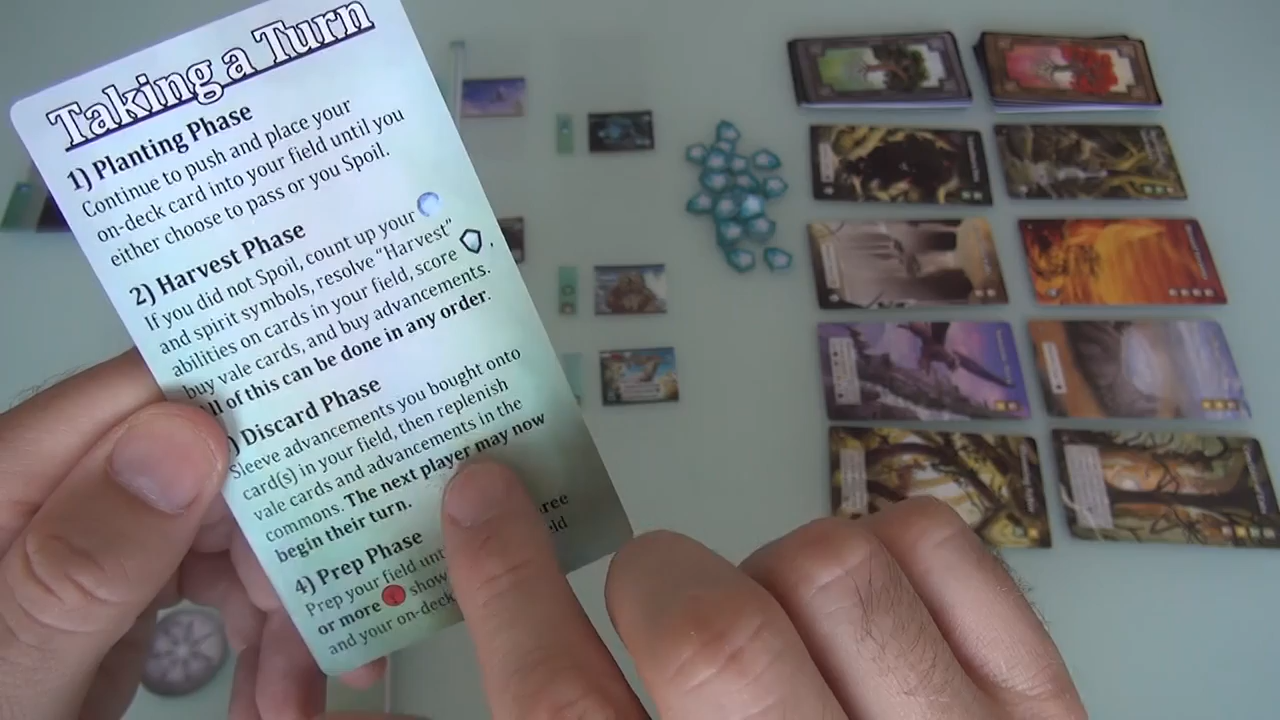 Taking a Turn
1) Planting Phase
Continue to push and place your
on-deck card into your field until you
either choose to pass or you Spoil.
2) Harvest Phase
If you did not Spoil, count up your
and spirit symbols, resolve "Harvest"
abilities on cards in your field, score ,
buy vale cards, and buy advancements.
All of this can be done in any order.
) Discard Phase
Sleeve advancements you bought onto
card(s) in your field, then replenish
vale cards and advancements in the
commons. The next player may now
begin their turn.
4) Prep Phase
Prep your field
or more show
and your on-deck